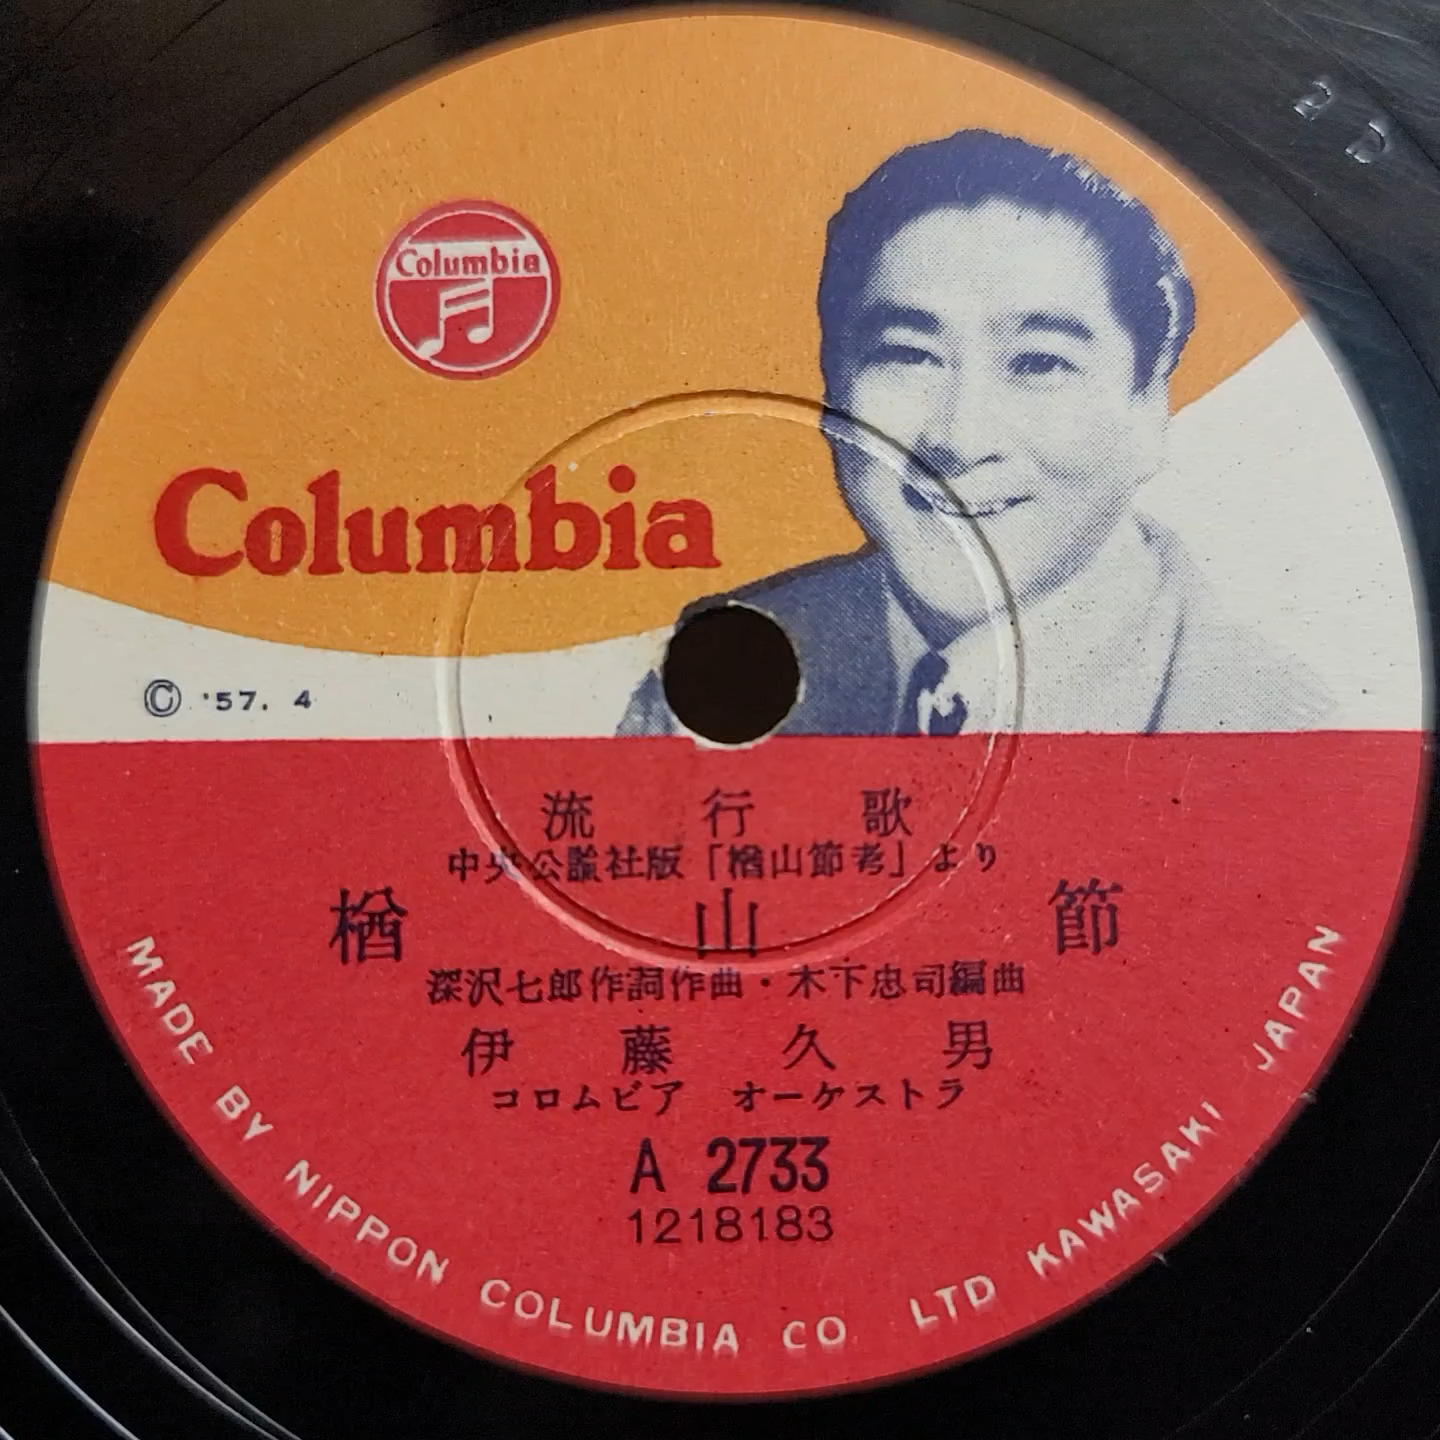 Columbia
Columbia
Ⓒ '57. 4
流行歌
中央公論社版「楢山節考」より
楢山節
深沢七郎作詞作曲・木下忠司編曲
伊藤久男
コロムビア オーケストラ
A 2733
1218183
MADE BY NIPPON COLUMBIA CO LTD KAWASAKI JAPAN